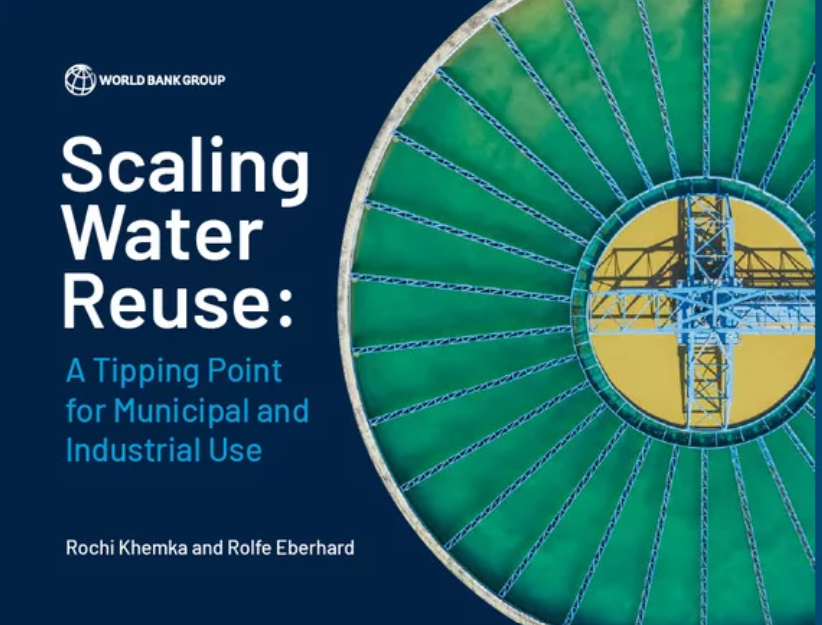 WORLD BANK GROUP
Scaling
Water
Reuse:
A Tipping Point
for Municipal and
Industrial Use
Rochi Khemka and Rolfe Eberhard